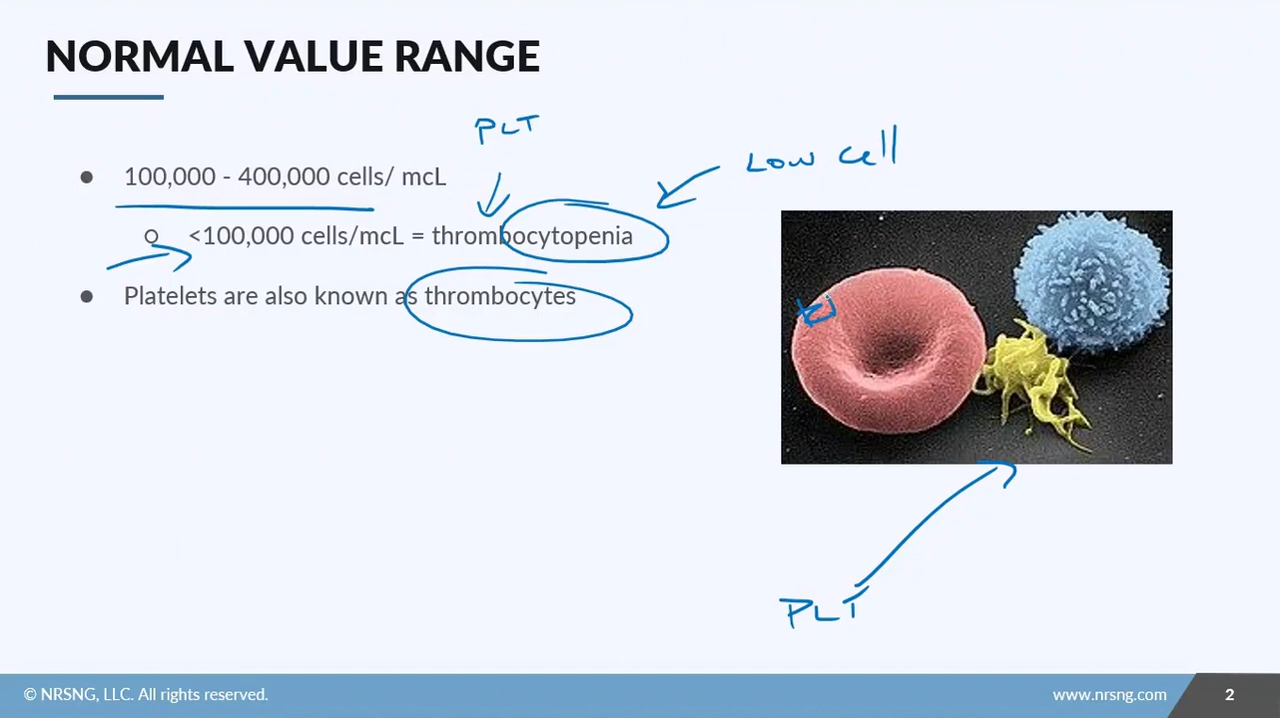 NORMAL VALUE RANGE
PLT
Low cell
● 100,000 - 400,000 cells/ mcL
○ <100,000 cells/mcL = thrombocytopenia
● Platelets are also known as thrombocytes
PLT
© NRSNG, LLC. All rights reserved.
www.nrsng.com
2